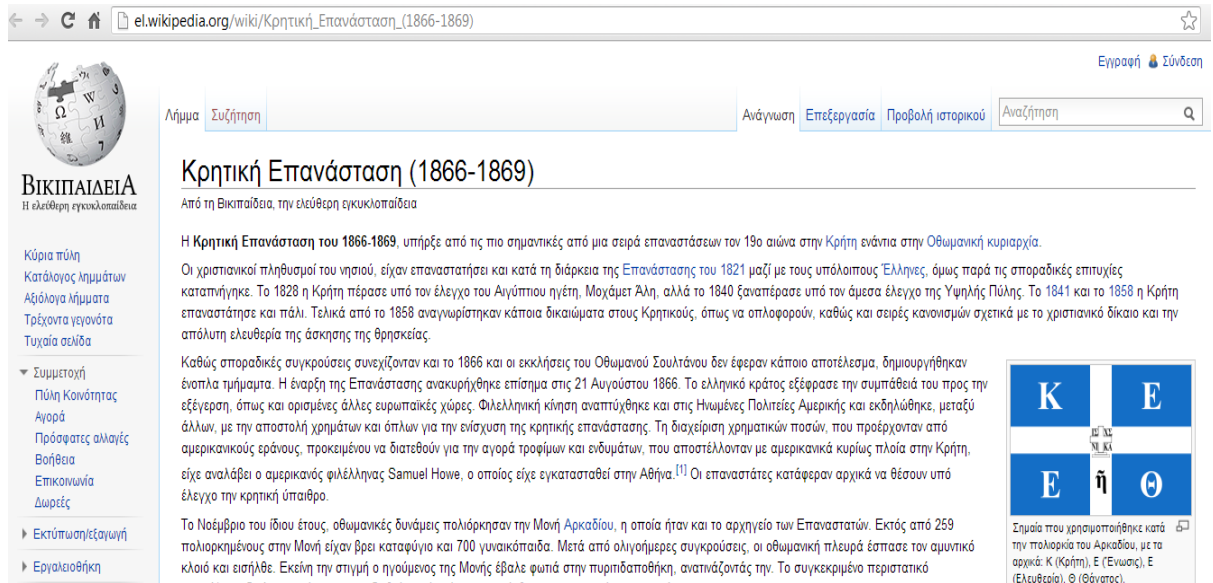 el.wikipedia.org/wiki/Κρητική_Επανάσταση_(1866-1869)
Εγγραφή Σύνδεση
Λήμμα Συζήτηση Ανάγνωση Επεξεργασία Προβολή ιστορικού Αναζήτηση
Ω W И 維 7
ΒΙΚΙΠΑΙΔΕΙΑ
Η ελεύθερη εγκυκλοπαίδεια
Κύρια πύλη
Κατάλογος λημμάτων
Αξιόλογα λήμματα
Τρέχοντα γεγονότα
Τυχαία σελίδα
Συμμετοχή
Πύλη Κοινότητας
Αγορά
Πρόσφατες αλλαγές
Βοήθεια
Επικοινωνία
Δωρεές
Εκτύπωση/εξαγωγή
Εργαλειοθήκη
Κρητική Επανάσταση (1866-1869)
Από τη Βικιπαίδεια, την ελεύθερη εγκυκλοπαίδεια
Η Κρητική Επανάσταση του 1866-1869, υπήρξε από τις πιο σημαντικές από μια σειρά επαναστάσεων τον 19ο αιώνα στην Κρήτη ενάντια στην Οθωμανική κυριαρχία.
Οι χριστιανικοί πληθυσμοί του νησιού, είχαν επαναστατήσει και κατά τη διάρκεια της Επανάστασης του 1821 μαζί με τους υπόλοιπους Έλληνες, όμως παρά τις σποραδικές επιτυχίες
καταπνήγηκε. Το 1828 η Κρήτη πέρασε υπό τον έλεγχο του Αιγύπτιου ηγέτη, Μοχάμετ Άλη, αλλά το 1840 ξαναπέρασε υπό τον άμεσα έλεγχο της Υψηλής Πύλης. Το 1841 και το 1858 η Κρήτη
επαναστάτησε και πάλι. Τελικά από το 1858 αναγνωρίστηκαν κάποια δικαιώματα στους Κρητικούς, όπως να οπλοφορούν, καθώς και σειρές κανονισμών σχετικά με το χριστιανικό δίκαιο και την
απόλυτη ελευθερία της άσκησης της θρησκείας.
Καθώς σποραδικές συγκρούσεις συνεχίζονταν και το 1866 και οι εκκλήσεις του Οθωμανού Σουλτάνου δεν έφεραν κάποιο αποτέλεσμα, δημιουργήθηκαν
ένοπλα τμήμαμτα. Η έναρξη της Επανάστασης ανακυρήχθηκε επίσημα στις 21 Αυγούστου 1866. Το ελληνικό κράτος εξέφρασε την συμπάθειά του προς την
εξέγερση, όπως και ορισμένες άλλες ευρωπαϊκές χώρες. Φιλελληνική κίνηση αναπτύχθηκε και στις Ηνωμένες Πολιτείες Αμερικής και εκδηλώθηκε, μεταξύ
άλλων, με την αποστολή χρημάτων και όπλων για την ενίσχυση της κρητικής επανάστασης. Τη διαχείριση χρηματικών ποσών, που προέρχονταν από
αμερικανικούς εράνους, προκειμένου να διατεθούν για την αγορά τροφίμων και ενδυμάτων, που αποστέλλονταν με αμερικανικά κυρίως πλοία στην Κρήτη,
είχε αναλάβει ο αμερικανός φιλέλληνας Samuel Howe, ο οποίος είχε εγκατασταθεί στην Αθήνα.[1] Οι επαναστάτες κατάφεραν αρχικά να θέσουν υπό
έλεγχο την κρητική ύπαιθρο.
Το Νοέμβριο του ίδιου έτους, οθωμανικές δυνάμεις πολιόρκησαν την Μονή Αρκαδίου, η οποία ήταν και το αρχηγείο των Επαναστατών. Εκτός από 259
πολιορκημένους στην Μονή είχαν βρει καταφύγιο και 700 γυναικόπαιδα. Μετά από ολιγοήμερες συγκρούσεις, οι οθωμανική πλευρά έσπασε τον αμυντικό
κλοιό και εισήλθε. Εκείνη την στιγμή ο ηγούμενος της Μονής έβαλε φωτιά στην πυριτιδαποθήκη, ανατινάζοντάς την. Το συγκεκριμένο περιστατικό
Κ Ε
ΙΣ ΧΣ
ΝΙ ΚΑ
Ε ἤ Θ
Σημαία που χρησιμοποιήθηκε κατά
την πολιορκία του Αρκαδίου, με τα
αρχικά: Κ (Κρήτη), Ε (Ένωσις), Ε
(Ελευθερία), Θ (Θάνατος).